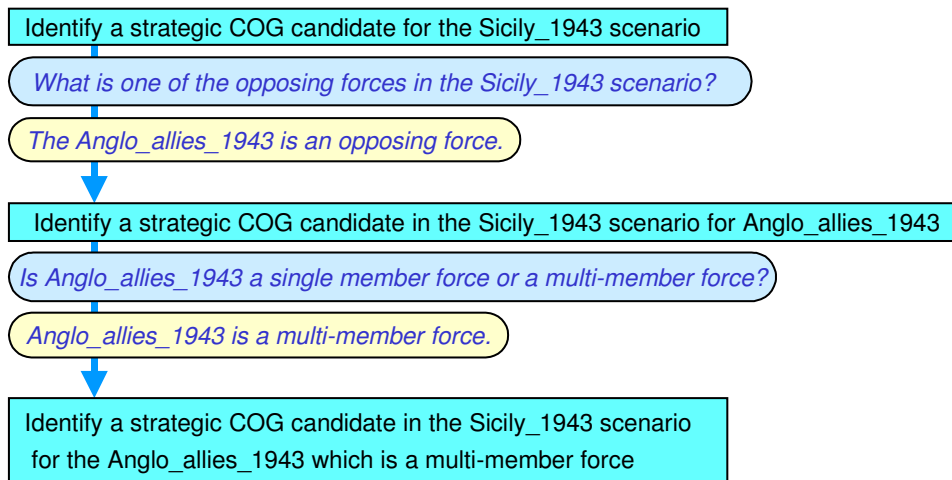 Identify a strategic COG candidate for the Sicily_1943 scenario
What is one of the opposing forces in the Sicily_1943 scenario?
The Anglo_allies_1943 is an opposing force.
Identify a strategic COG candidate in the Sicily_1943 scenario for Anglo_allies_1943
Is Anglo_allies_1943 a single member force or a multi-member force?
Anglo_allies_1943 is a multi-member force.
Identify a strategic COG candidate in the Sicily_1943 scenario
for the Anglo_allies_1943 which is a multi-member force